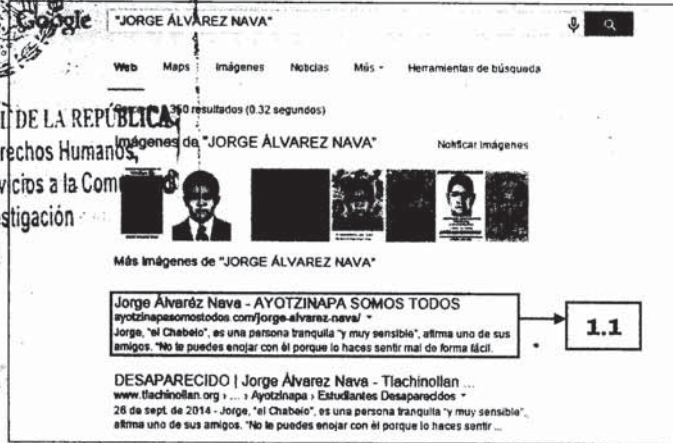 Google "JORGE ÁLVAREZ NAVA"
Web Maps Imágenes Noticias Más Herramientas de búsqueda
DE LA REPÚBLICA,
350 resultados (0.32 segundos)
rechos Humanos,
Imágenes de "JORGE ÁLVAREZ NAVA" Notificar imágenes
vicios a la Com
stigación
Más imágenes de "JORGE ÁLVAREZ NAVA"
Jorge Álvaréz Nava - AYOTZINAPA SOMOS TODOS
ayotzinapasomostodos.com/jorge-alvarez-nava/
Jorge, "el Chabelo", es una persona tranquila "y muy sensible", afirma uno de sus
amigos. "No le puedes enojar con él porque lo haces sentir mal de forma fácil.
1.1
DESAPARECIDO | Jorge Álvarez Nava - Tlachinollan ...
www.tlachinollan.org › ... › Ayotzinapa › Estudiantes Desapareddos
26 de sept. de 2014 - Jorge, "el Chabelo", es una persona tranquila "y muy sensible",
afirma uno de sus amigos. "No le puedes enojar con él porque lo haces sentir ...